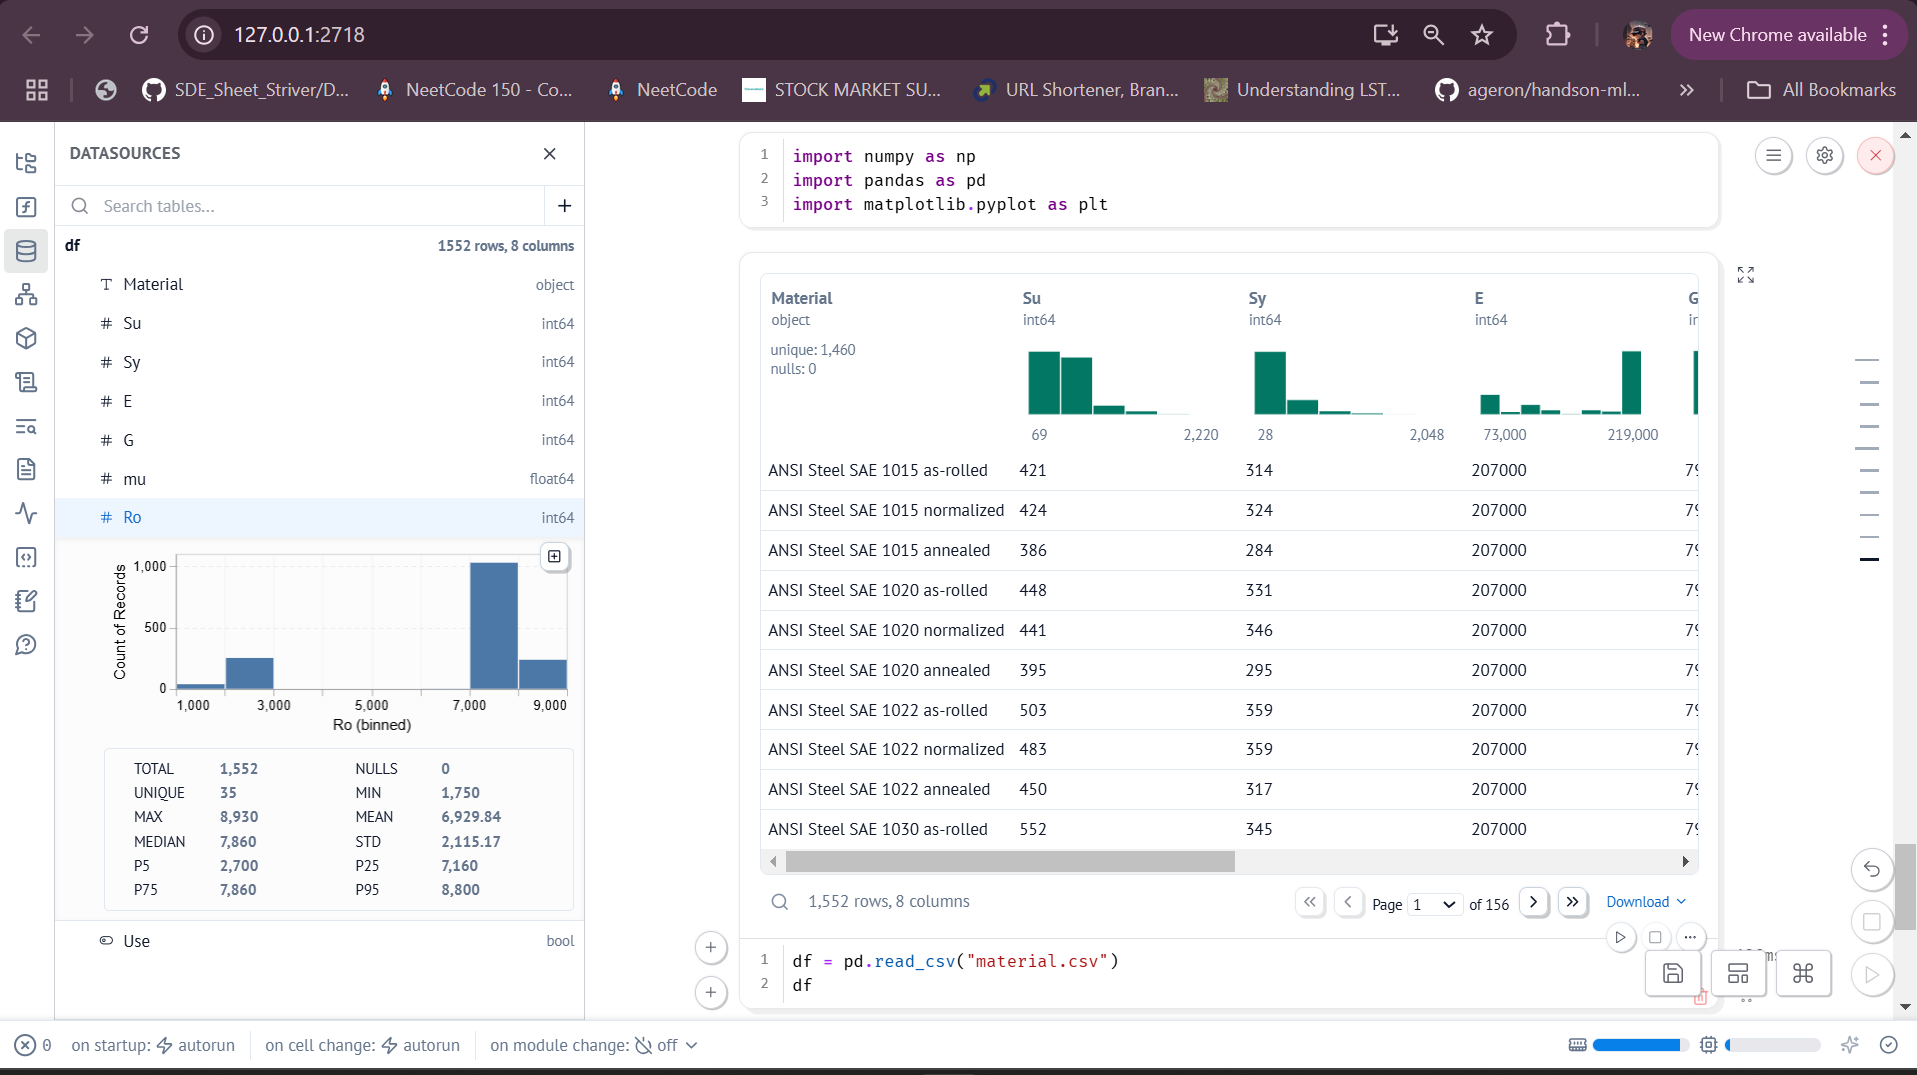 127.0.0.1:2718
New Chrome available
SDE_Sheet_Striver/D...
NeetCode 150 - Co...
NeetCode
STOCK MARKET SU...
URL Shortener, Bran...
Understanding LST...
ageron/handson-ml...
All Bookmarks
DATASOURCES
Search tables...
df 1552 rows, 8 columns
Material object
# Su int64
# Sy int64
# E int64
# G int64
# mu float64
# Ro int64
Count of Records
1,000
500
0
1,000 3,000 5,000 7,000 9,000
Ro (binned)
TOTAL 1,552 NULLS 0
UNIQUE 35 MIN 1,750
MAX 8,930 MEAN 6,929.84
MEDIAN 7,860 STD 2,115.17
P5 2,700 P25 7,160
P75 7,860 P95 8,800
Use bool
1 import numpy as np
2 import pandas as pd
3 import matplotlib.pyplot as plt
Material Su Sy E G
object int64 int64 int64
unique: 1,460
nulls: 0
69 2,220 28 2,048 73,000 219,000
ANSI Steel SAE 1015 as-rolled 421 314 207000
ANSI Steel SAE 1015 normalized 424 324 207000
ANSI Steel SAE 1015 annealed 386 284 207000
ANSI Steel SAE 1020 as-rolled 448 331 207000
ANSI Steel SAE 1020 normalized 441 346 207000
ANSI Steel SAE 1020 annealed 395 295 207000
ANSI Steel SAE 1022 as-rolled 503 359 207000
ANSI Steel SAE 1022 normalized 483 359 207000
ANSI Steel SAE 1022 annealed 450 317 207000
ANSI Steel SAE 1030 as-rolled 552 345 207000
1,552 rows, 8 columns
Page 1 of 156
Download
1 df = pd.read_csv("material.csv")
2 df
0 on startup: autorun on cell change: autorun on module change: off